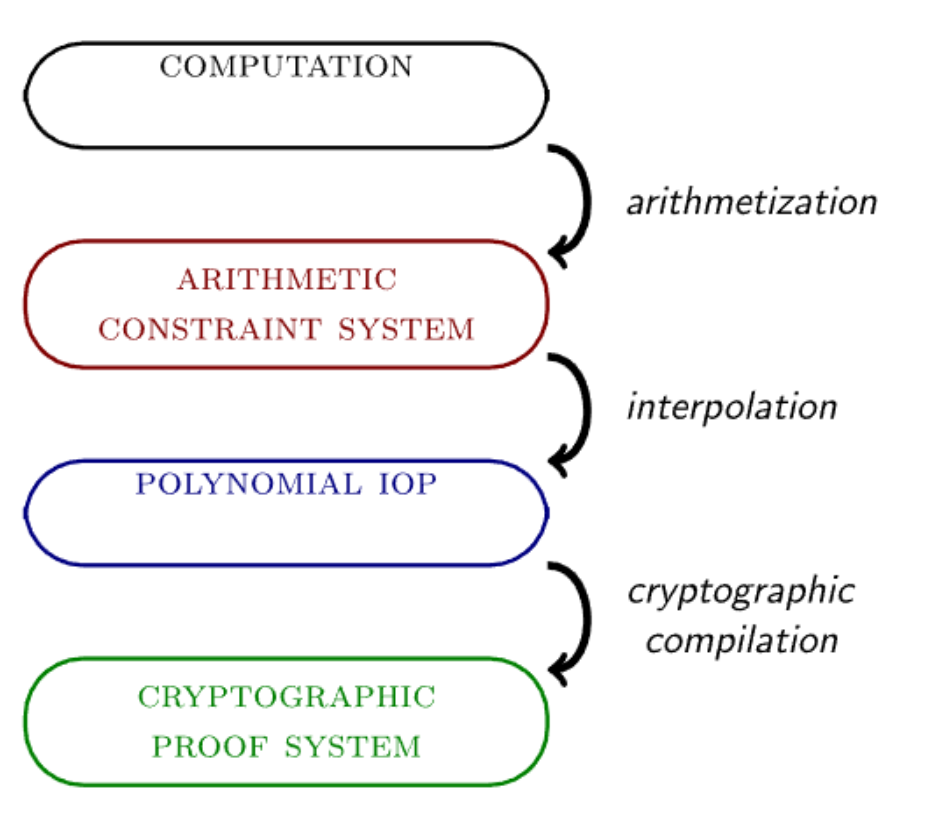 COMPUTATION
arithmetization
ARITHMETIC
CONSTRAINT SYSTEM
interpolation
POLYNOMIAL IOP
cryptographic
compilation
CRYPTOGRAPHIC
PROOF SYSTEM